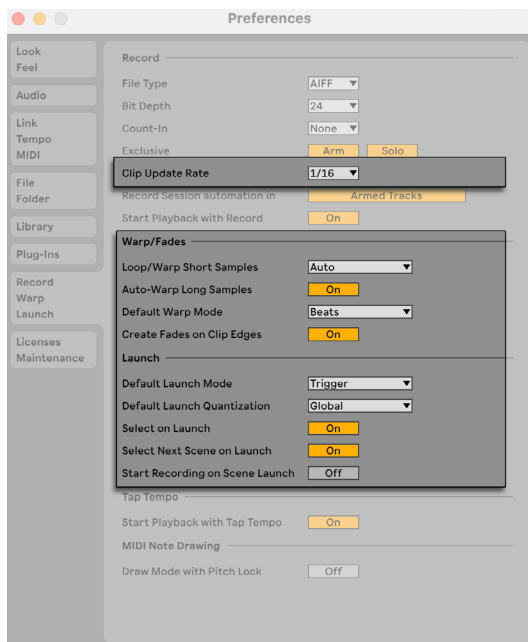 Preferences
Look
Feel
Audio
Link
Tempo
MIDI
File
Folder
Library
Plug-Ins
Record
Warp
Launch
Licenses
Maintenance
Record
File Type AIFF
Bit Depth 24
Count-In None
Exclusive Arm Solo
Clip Update Rate 1/16
Record Session automation in Armed Tracks
Start Playback with Record On
Warp/Fades
Loop/Warp Short Samples Auto
Auto-Warp Long Samples On
Default Warp Mode Beats
Create Fades on Clip Edges On
Launch
Default Launch Mode Trigger
Default Launch Quantization Global
Select on Launch On
Select Next Scene on Launch On
Start Recording on Scene Launch Off
Tap Tempo
Start Playback with Tap Tempo On
MIDI Note Drawing
Draw Mode with Pitch Lock Off